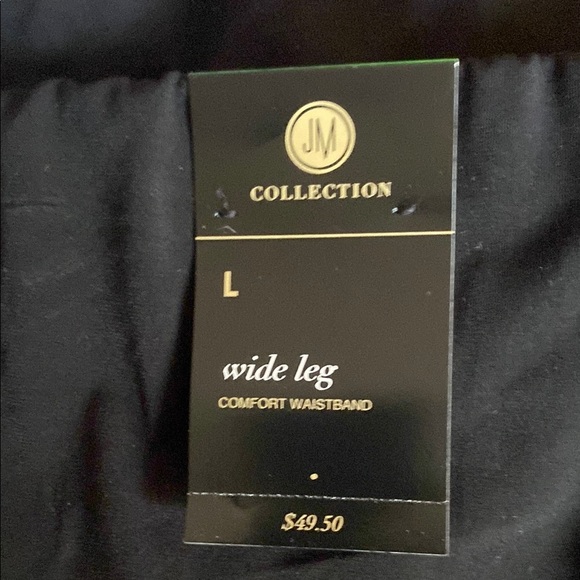 JM
COLLECTION
L
wide leg
COMFORT WAISTBAND
$49.50